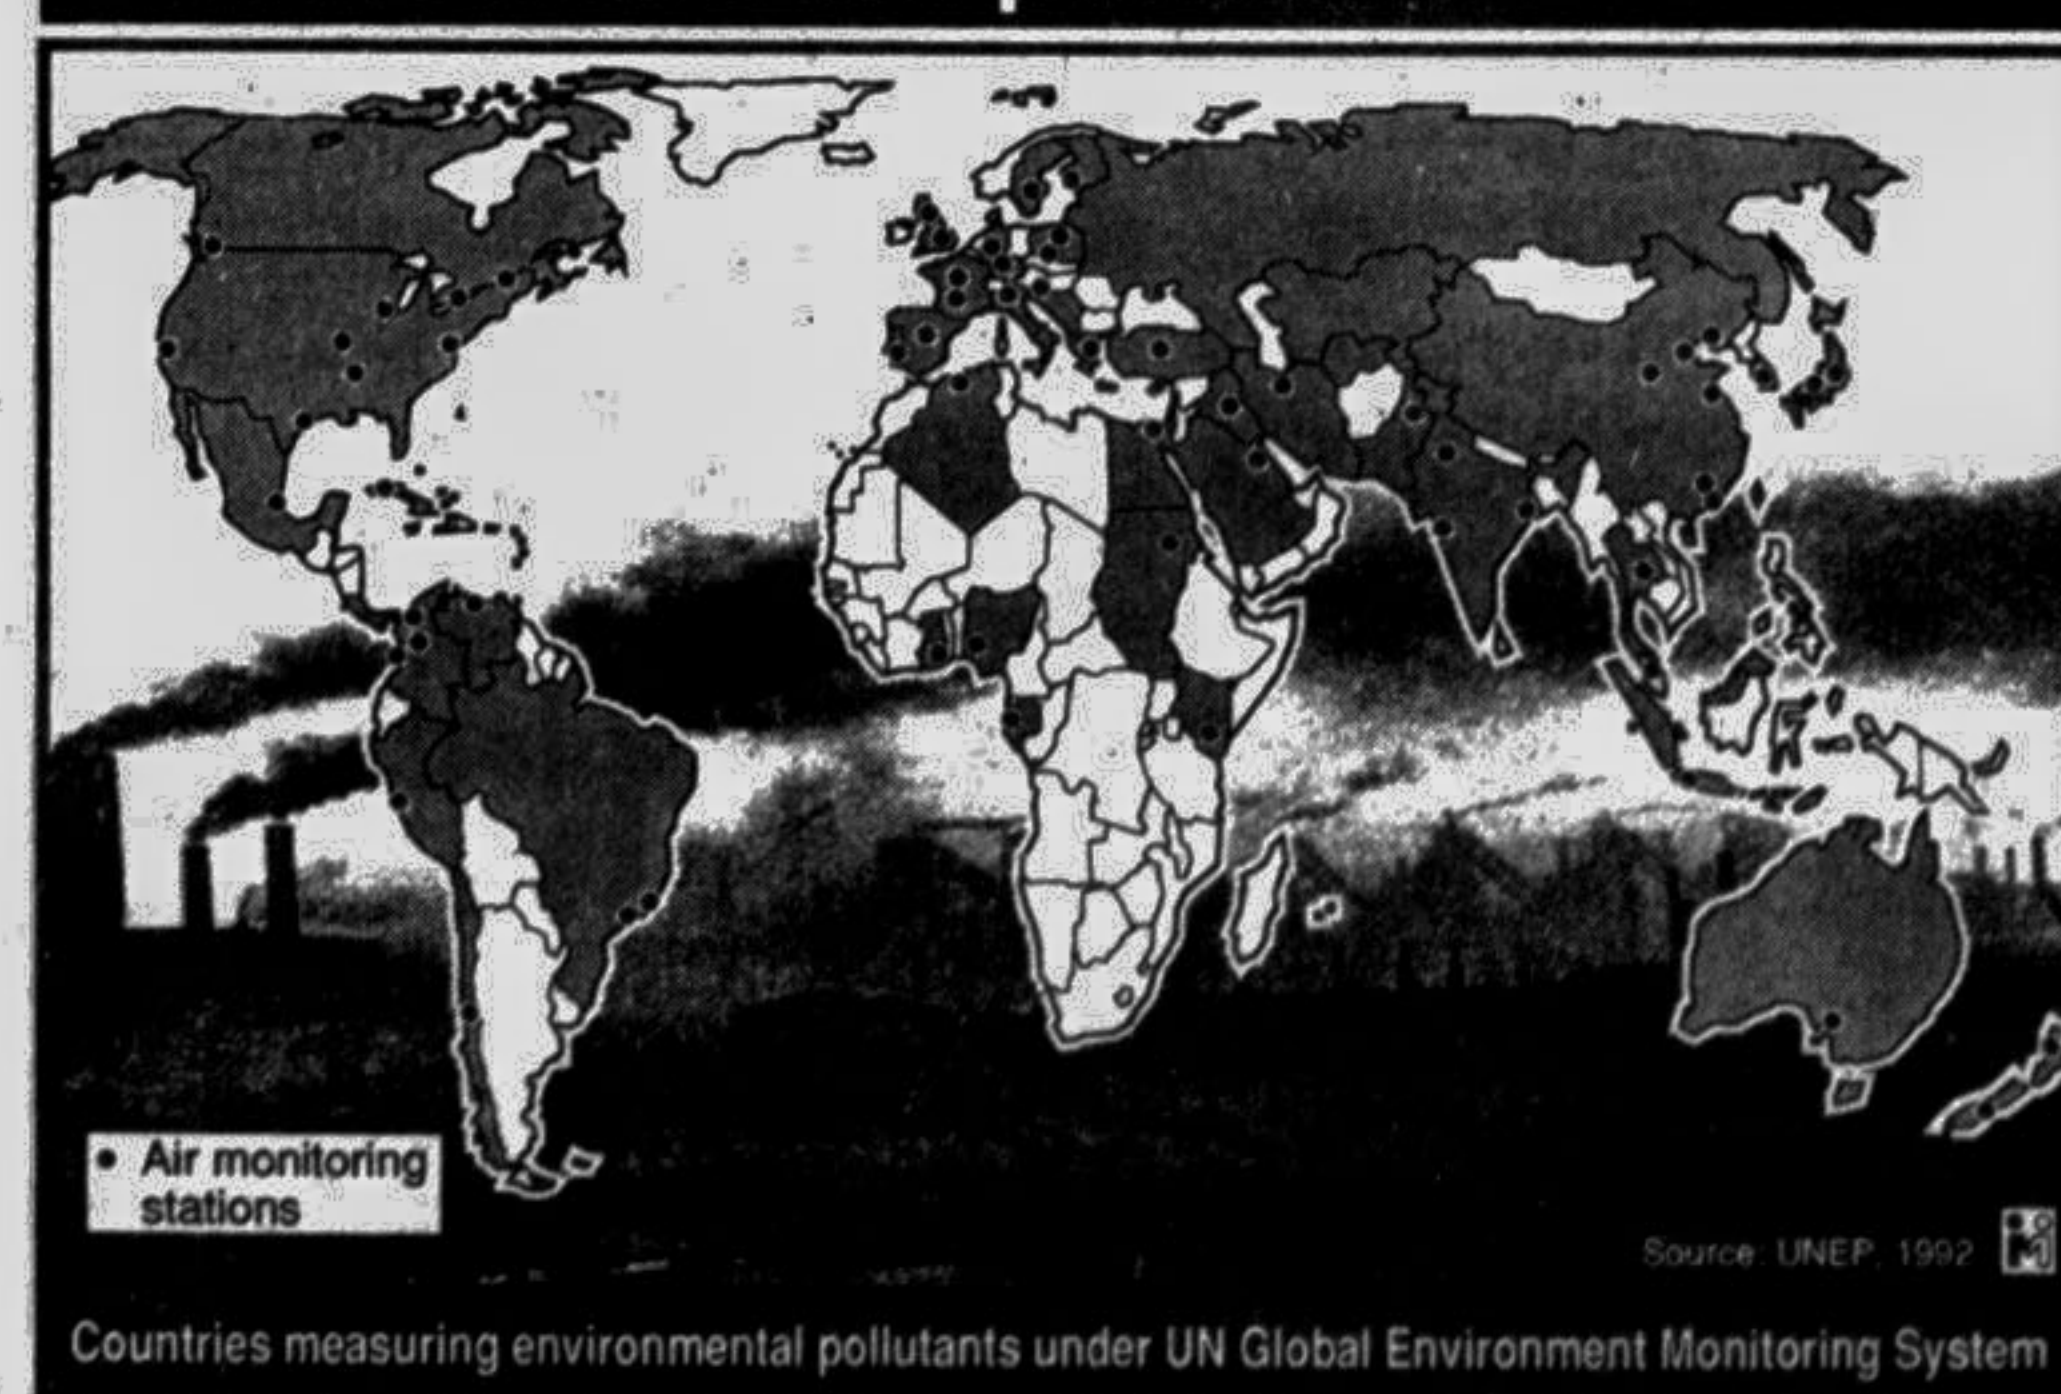 • Air monitoring
stations
Source: UNEP, 1992
Countries measuring environmental pollutants under UN Global Environment Monitoring System